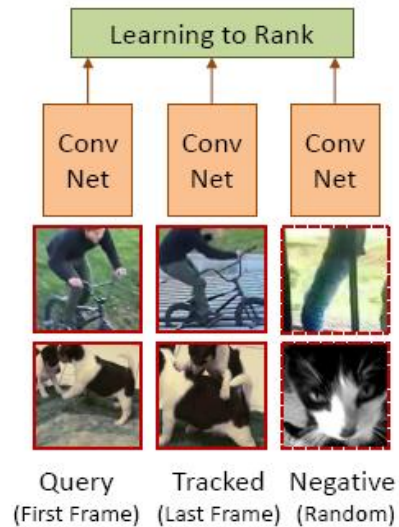 Learning to Rank
Conv
Net
Conv
Net
Conv
Net
Query
(First Frame)
Tracked
(Last Frame)
Negative
(Random)